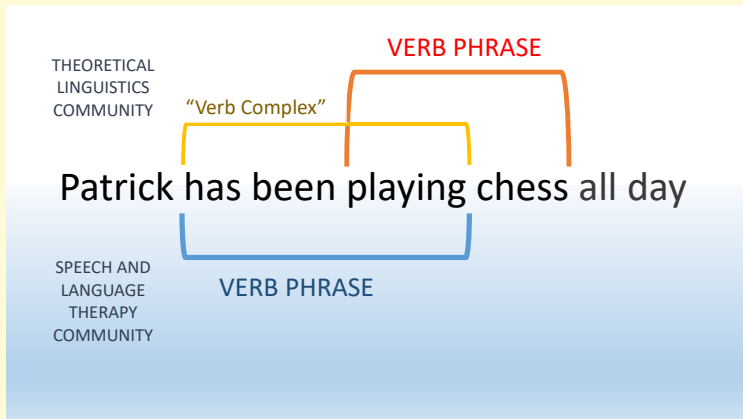 VERB PHRASE
THEORETICAL
LINGUISTICS
COMMUNITY
“Verb Complex”
Patrick has been playing chess all day
SPEECH AND
LANGUAGE
THERAPY
COMMUNITY
VERB PHRASE